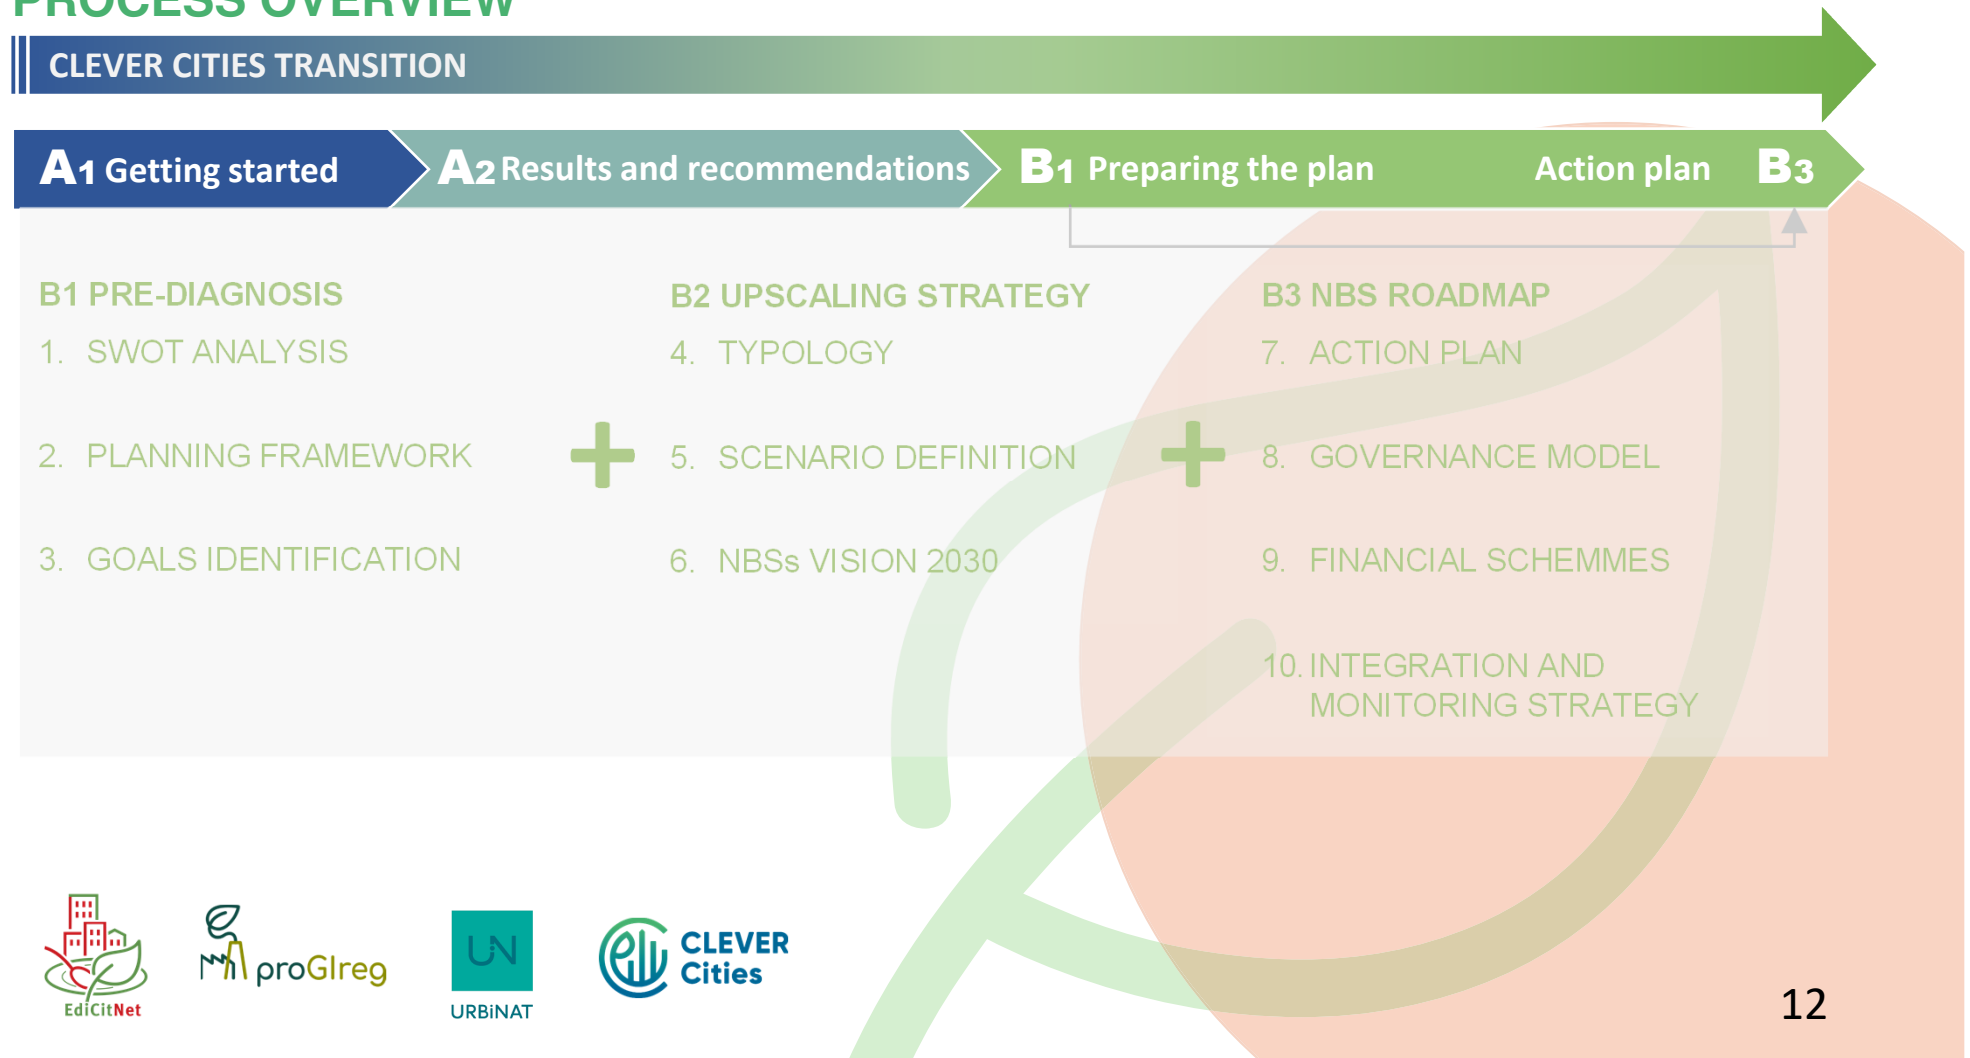 PROCESS OVERVIEW
CLEVER CITIES TRANSITION
A1 Getting started
A2 Results and recommendations
B1 Preparing the plan
Action plan B3
B1 PRE-DIAGNOSIS
1. SWOT ANALYSIS
2. PLANNING FRAMEWORK
3. GOALS IDENTIFICATION
+
B2 UPSCALING STRATEGY
4. TYPOLOGY
5. SCENARIO DEFINITION
6. NBSs VISION 2030
+
B3 NBS ROADMAP
7. ACTION PLAN
8. GOVERNANCE MODEL
9. FINANCIAL SCHEMMES
10. INTEGRATION AND
MONITORING STRATEGY
EdiCitNet
proGIreg
UN
URBiNAT
CLEVER
Cities
12